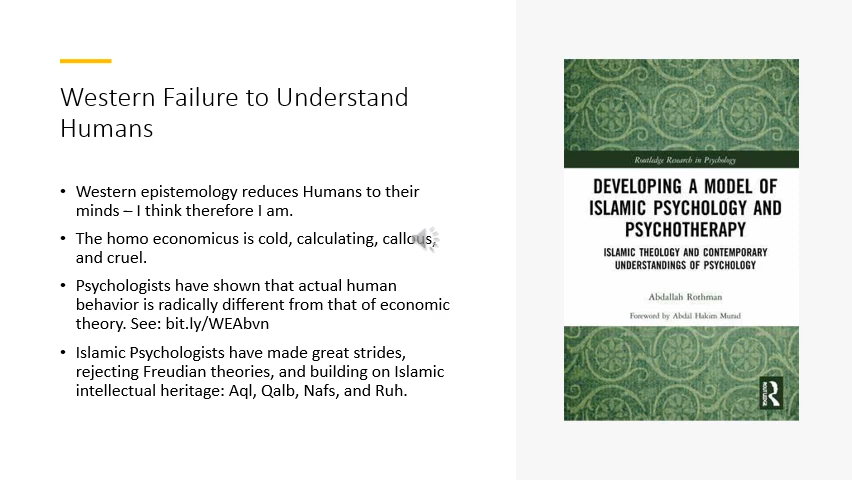 Western Failure to Understand
Humans
• Western epistemology reduces Humans to their
minds – I think therefore I am.
• The homo economicus is cold, calculating, callous,
and cruel.
• Psychologists have shown that actual human
behavior is radically different from that of economic
theory. See: bit.ly/WEAbvn
• Islamic Psychologists have made great strides,
rejecting Freudian theories, and building on Islamic
intellectual heritage: Aql, Qalb, Nafs, and Ruh.
Routledge Research in Psychology
DEVELOPING A MODEL OF
ISLAMIC PSYCHOLOGY AND
PSYCHOTHERAPY
ISLAMIC THEOLOGY AND CONTEMPORARY
UNDERSTANDINGS OF PSYCHOLOGY
Abdallah Rothman
Foreword by Abdal Hakim Murad
ROUTLEDGE